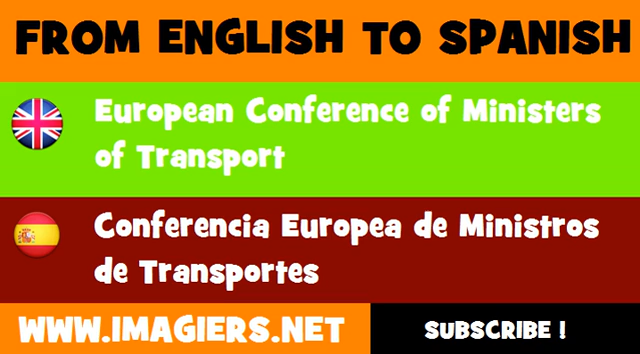 FROM ENGLISH TO SPANISH
European Conference of Ministers
of Transport
Conferencia Europea de Ministros
de Transportes
WWW.IMAGIERS.NET
SUBSCRIBE !